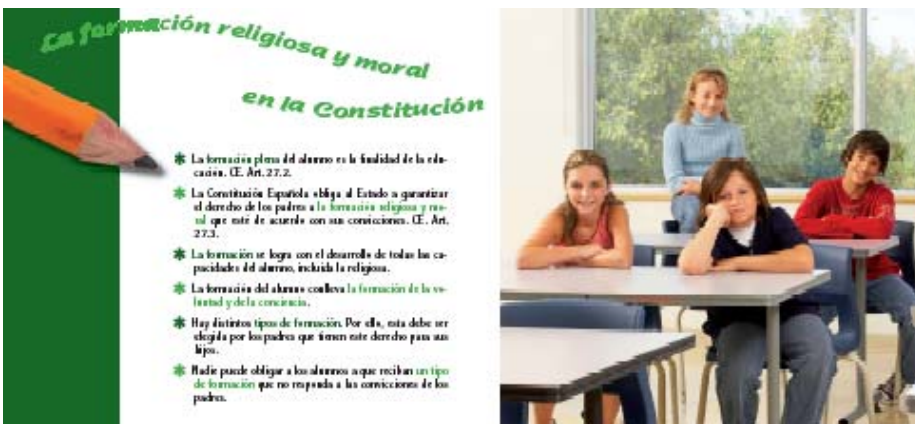 La formación religiosa y moral
en la Constitución
* La formación plena del alumno es la finalidad de la edu-
cación. CE. Art. 27.2.
* La Constitución Española obliga al Estado a garantizar
el derecho de los padres a la formación religiosa y mo-
ral que esté de acuerdo con sus convicciones. CE. Art.
27.3.
* La formación se logra con el desarrollo de todas las ca-
pacidades del alumno, incluida la religiosa.
* La formación del alumno conlleva la formación de la vo-
luntad y de la conciencia.
* Hay distintos tipos de formación. Por ello, esta debe ser
elegida por los padres que tienen este derecho para sus
hijos.
* Nadie puede obligar a los alumnos a que reciban un tipo
de formación que no responda a las convicciones de los
padres.